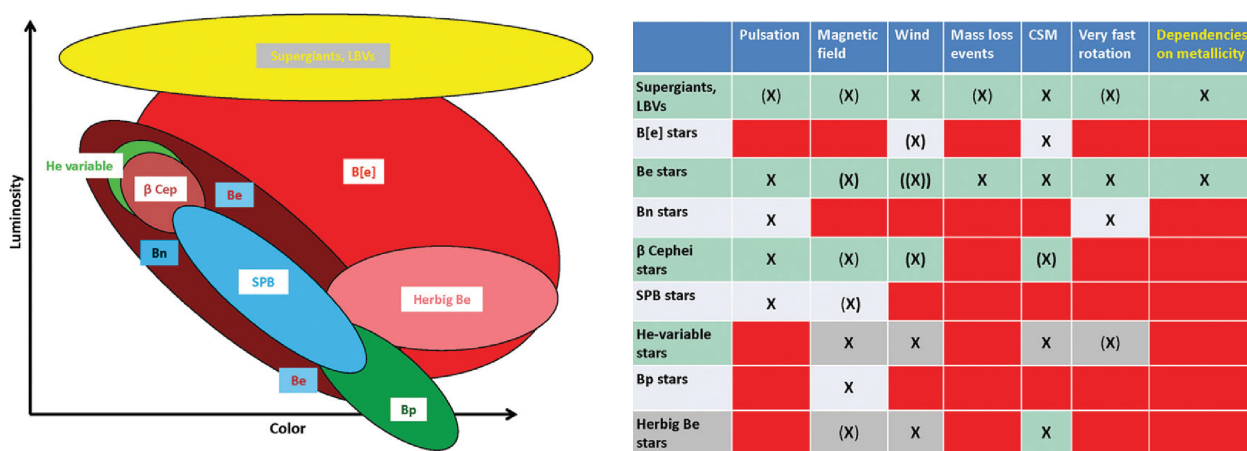 Supergiants, LBVs
He variable
β Cep
Be
B[e]
Bn
SPB
Herbig Be
Be
Bp
Luminosity
Color
Pulsation Magnetic field Wind Mass loss events CSM Very fast rotation Dependencies on metallicity
Supergiants, LBVs (X) (X) X (X) X (X) X
B[e] stars (X) X
Be stars X (X) ((X)) X X X X
Bn stars X X
β Cephei stars X (X) (X) (X)
SPB stars X (X)
He-variable stars X X X (X)
Bp stars X
Herbig Be stars (X) X X